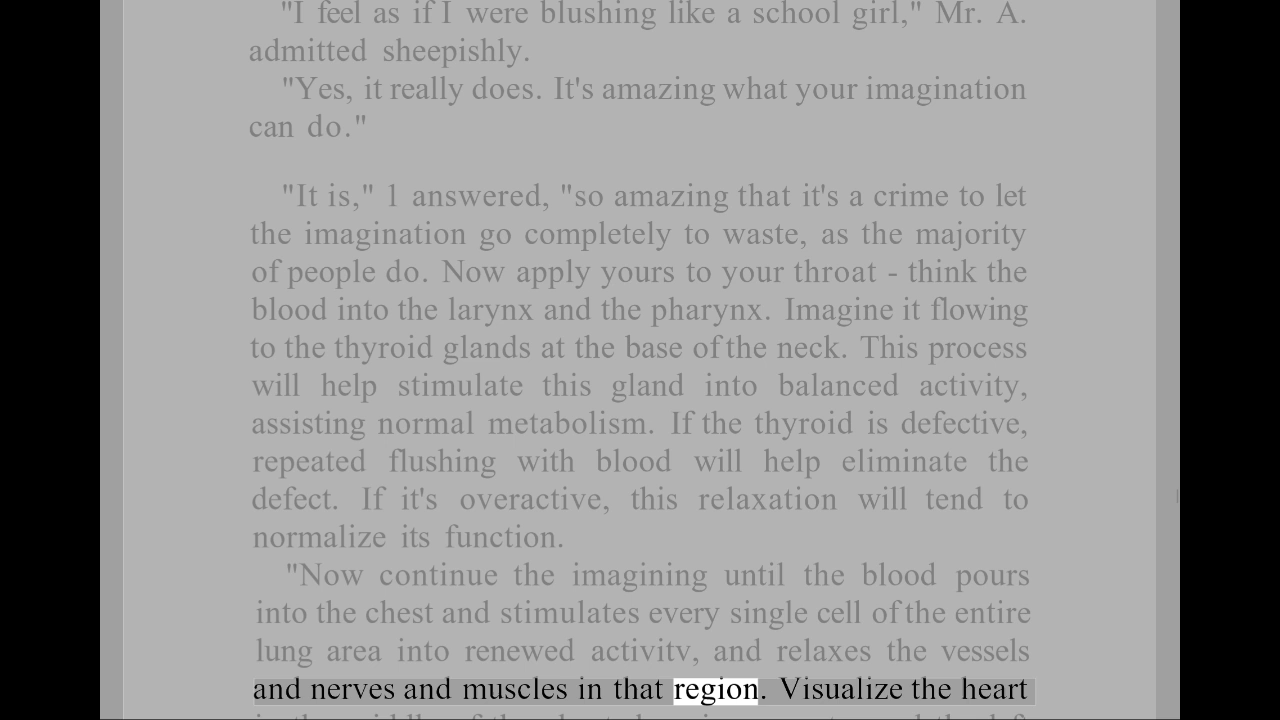 "I feel as if I were blushing like a school girl," Mr. A.
admitted sheepishly.
"Yes, it really does. It's amazing what your imagination
can do."
"It is," 1 answered, "so amazing that it's a crime to let
the imagination go completely to waste, as the majority
of people do. Now apply yours to your throat - think the
blood into the larynx and the pharynx. Imagine it flowing
to the thyroid glands at the base of the neck. This process
will help stimulate this gland into balanced activity,
assisting normal metabolism. If the thyroid is defective,
repeated flushing with blood will help eliminate the
defect. If it's overactive, this relaxation will tend to
normalize its function.
"Now continue the imagining until the blood pours
into the chest and stimulates every single cell of the entire
lung area into renewed activitv, and relaxes the vessels
and nerves and muscles in that region. Visualize the heart